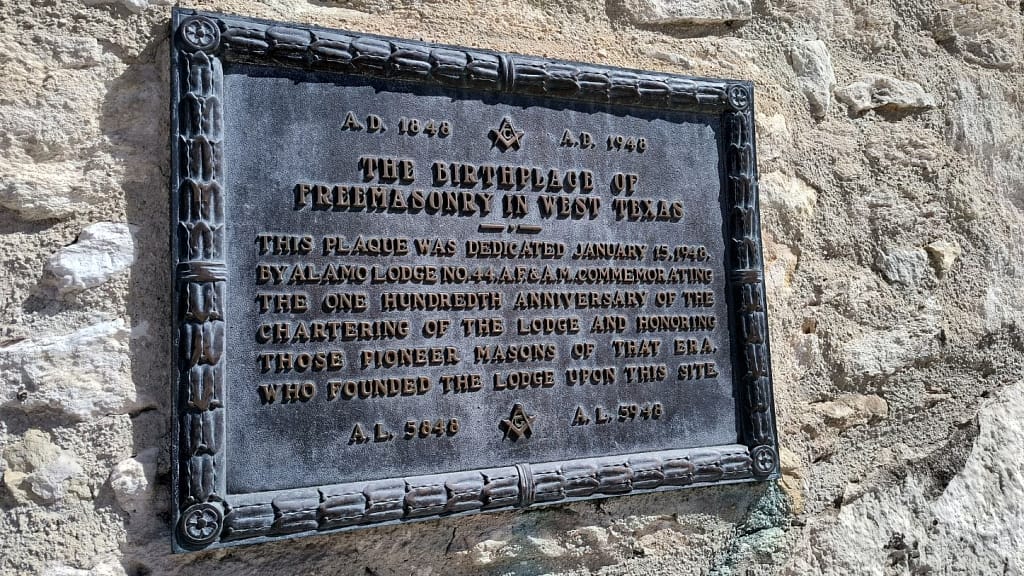 A.D. 1848 G A.D. 1948
THE BIRTHPLACE OF
FREEMASONRY IN WEST TEXAS
THIS PLAQUE WAS DEDICATED JANUARY 15, 1948,
BY ALAMO LODGE NO. 44, A.F. & A.M. COMMEMORATING
THE ONE HUNDREDTH ANNIVERSARY OF THE
CHARTERING OF THE LODGE AND HONORING
THOSE PIONEER MASONS OF THAT ERA,
WHO FOUNDED THE LODGE UPON THIS SITE
A.L. 5848 G A.L. 5948